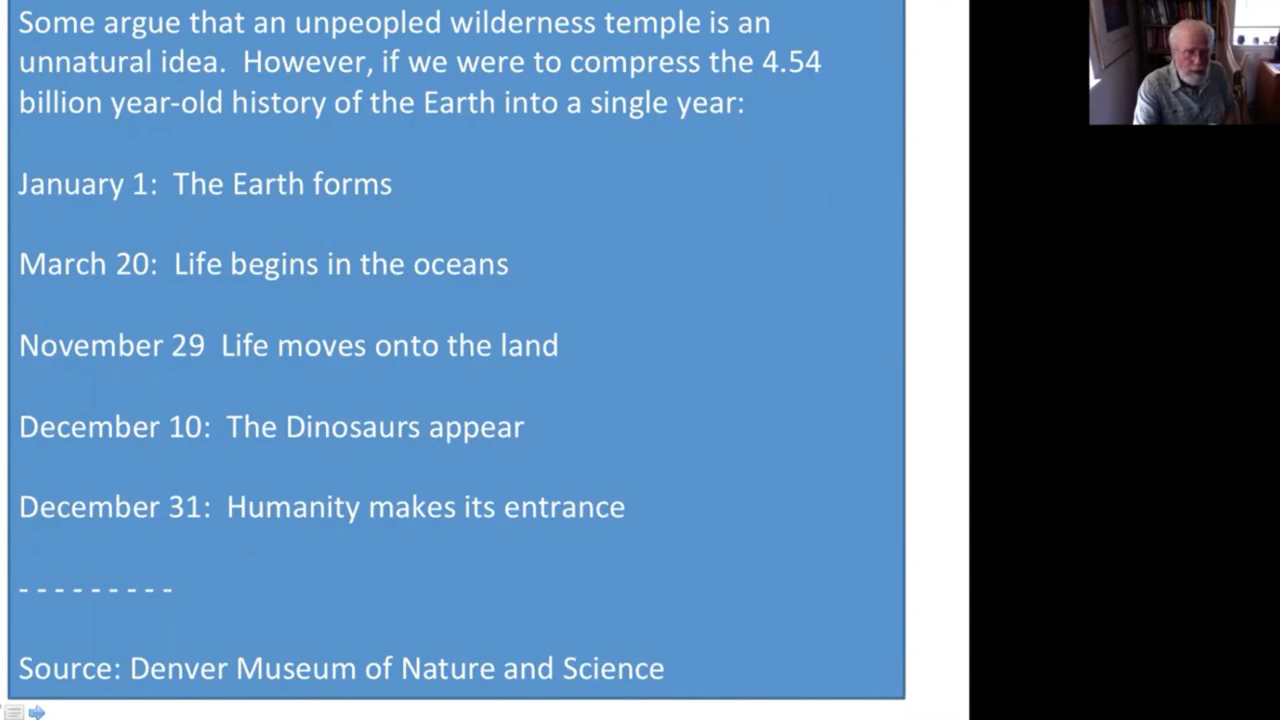 Some argue that an unpeopled wilderness temple is an
unnatural idea.  However, if we were to compress the 4.54
billion year-old history of the Earth into a single year:
January 1:  The Earth forms
March 20:  Life begins in the oceans
November 29  Life moves onto the land
December 10:  The Dinosaurs appear
December 31:  Humanity makes its entrance
- - - - - - - - -
Source: Denver Museum of Nature and Science